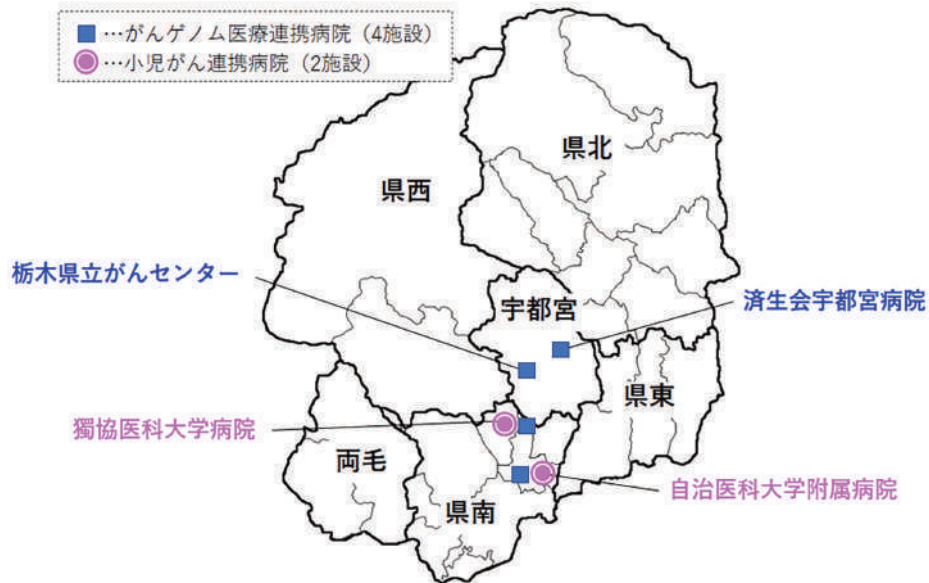 …がんゲノム医療連携病院（4施設）
…小児がん連携病院（2施設）
県北
県西
栃木県立がんセンター
宇都宮
済生会宇都宮病院
県東
獨協医科大学病院
両毛
自治医科大学附属病院
県南